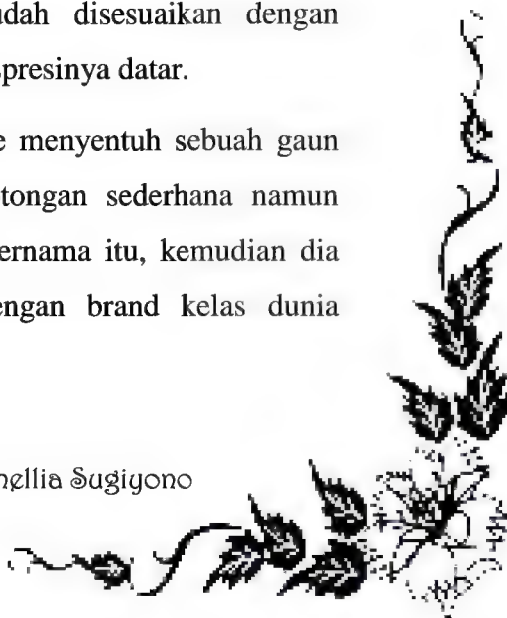 udah disesuaikan dengan
spresinya datar.
e menyentuh sebuah gaun
tongan sederhana namun
ernama itu, kemudian dia
engan brand kelas dunia
nellia Sugiyono